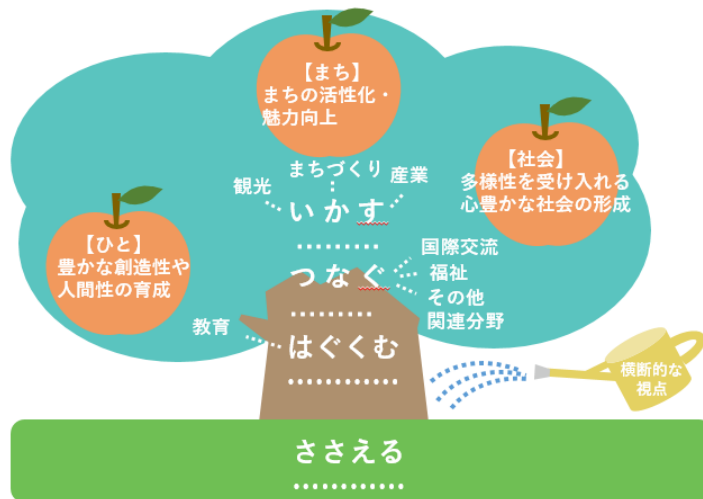 【まち】
まちの活性化・
魅力向上
【社会】
多様性を受け入れる
心豊かな社会の形成
まちづくり
観光
産業
いかす
【ひと】
豊かな創造性や
人間性の育成
つなぐ
国際交流
福祉
その他
関連分野
教育
はぐくむ
横断的な
視点
ささえる